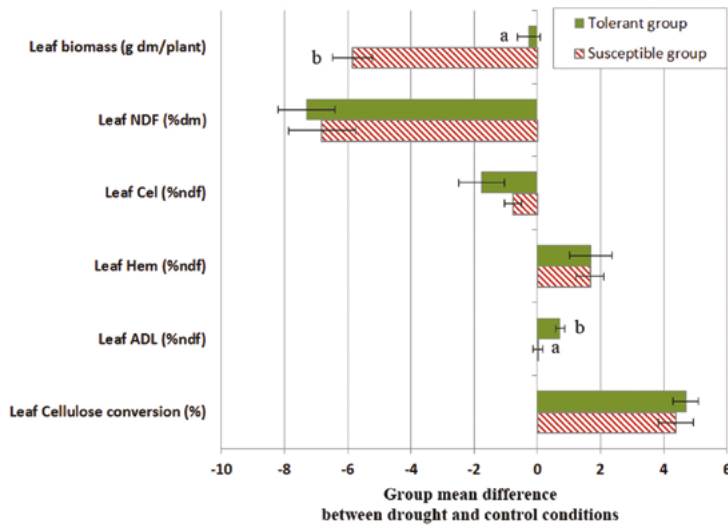 Tolerant group
Susceptible group
Leaf biomass (g dm/plant)
a
b
Leaf NDF (%dm)
Leaf Cel (%ndf)
Leaf Hem (%ndf)
Leaf ADL (%ndf)
b
a
Leaf Cellulose conversion (%)
-10 -8 -6 -4 -2 0 2 4 6
Group mean difference
between drought and control conditions